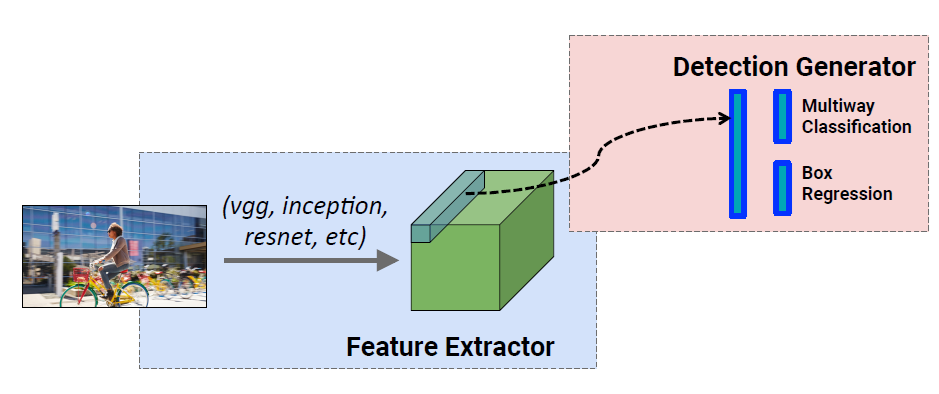 Detection Generator
Multiway
Classification
Box
Regression
(vgg, inception,
resnet, etc)
Feature Extractor